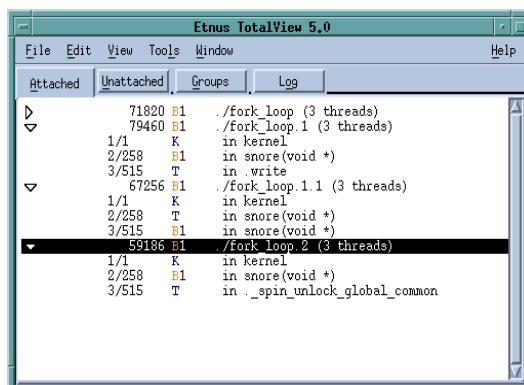 Etnus TotalView 5.0
File Edit View Tools Window Help
Attached Unattached Groups Log
71820 B1 ./fork_loop (3 threads)
79460 B1 ./fork_loop.1 (3 threads)
1/1 K in kernel
2/258 B1 in snore(void *)
3/515 T in .write
67256 B1 ./fork_loop.1.1 (3 threads)
1/1 K in kernel
2/258 T in snore(void *)
3/515 B1 in snore(void *)
59186 B1 ./fork_loop.2 (3 threads)
1/1 K in kernel
2/258 B1 in snore(void *)
3/515 T in ._spin_unlock_global_common